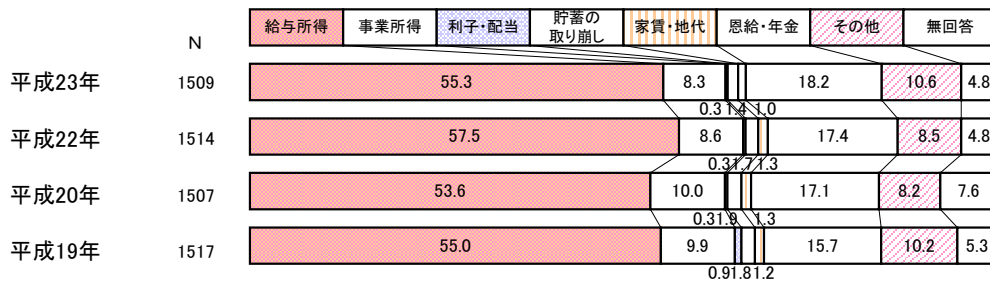 N
給与所得 事業所得 利子・配当 貯蓄の取り崩し 家賃・地代 恩給・年金 その他 無回答
平成23年 1509 55.3 8.3 18.2 10.6 4.8
0.3 1.4 1.0
平成22年 1514 57.5 8.6 17.4 8.5 4.8
0.3 1.7 1.3
平成20年 1507 53.6 10.0 17.1 8.2 7.6
0.3 1.9 1.3
平成19年 1517 55.0 9.9 15.7 10.2 5.3
0.9 1.8 1.2